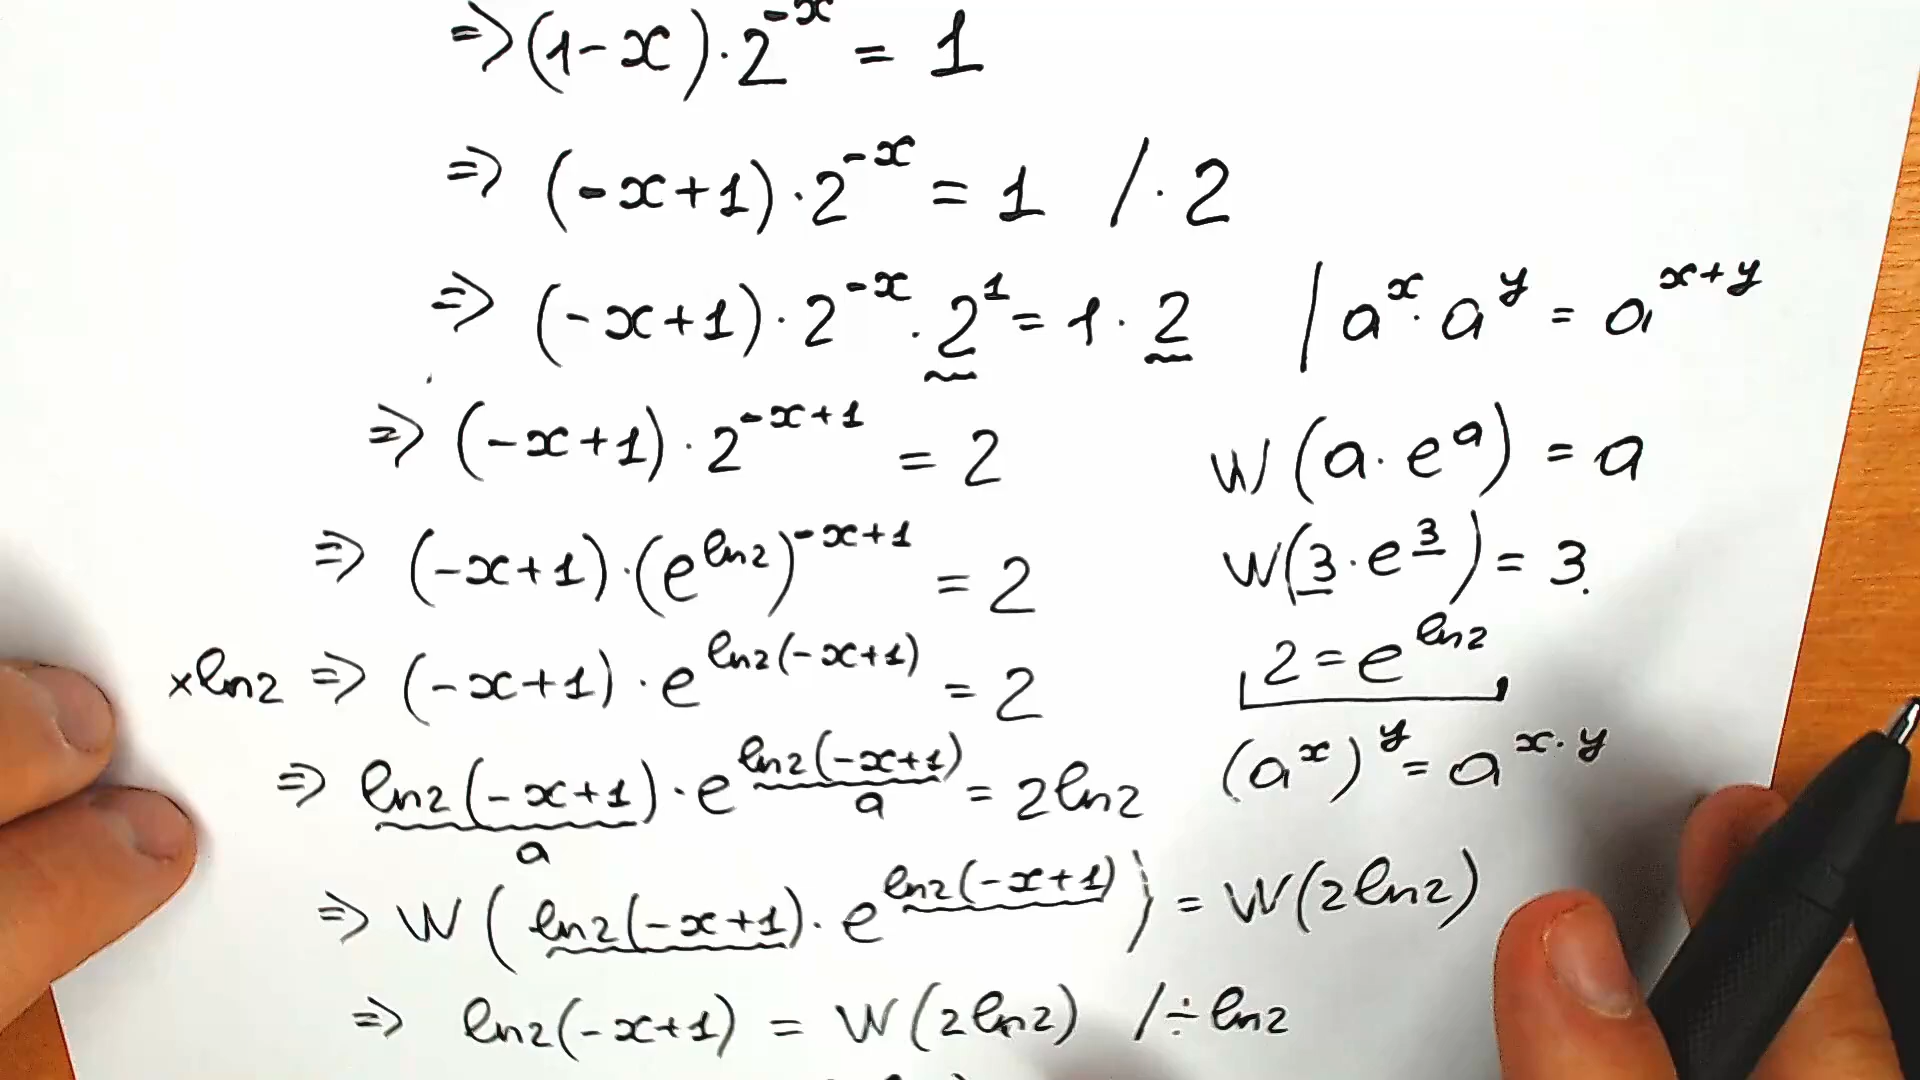 => (1-x)·2^{-x} = 1
=> (-x+1)·2^{-x} = 1 /·2
=> (-x+1)·2^{-x}·2^{1} = 1·2 | a^{x}·a^{y} = a^{x+y}
=> (-x+1)·2^{-x+1} = 2 W(a·e^{a}) = a
=> (-x+1)·(e^{ln2})^{-x+1} = 2 W(3·e^{3}) = 3.
×ln2 => (-x+1)·e^{ln2(-x+1)} = 2 2 = e^{ln2}
=> ln2(-x+1)·e^{ln2(-x+1)} = 2ln2 (a^{x})^{y} = a^{x·y}
a a
=> W(ln2(-x+1)·e^{ln2(-x+1)}) = W(2ln2)
=> ln2(-x+1) = W(2ln2) /÷ln2